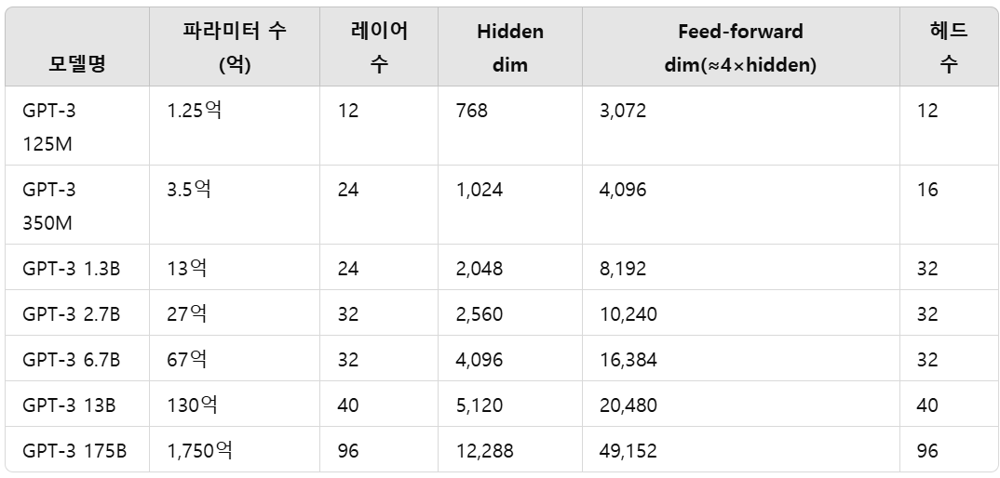 모델명 파라미터 수 (억) 레이어 수 Hidden dim Feed-forward dim(≈4×hidden) 헤드 수
GPT-3 125M 1.25억 12 768 3,072 12
GPT-3 350M 3.5억 24 1,024 4,096 16
GPT-3 1.3B 13억 24 2,048 8,192 32
GPT-3 2.7B 27억 32 2,560 10,240 32
GPT-3 6.7B 67억 32 4,096 16,384 32
GPT-3 13B 130억 40 5,120 20,480 40
GPT-3 175B 1,750억 96 12,288 49,152 96